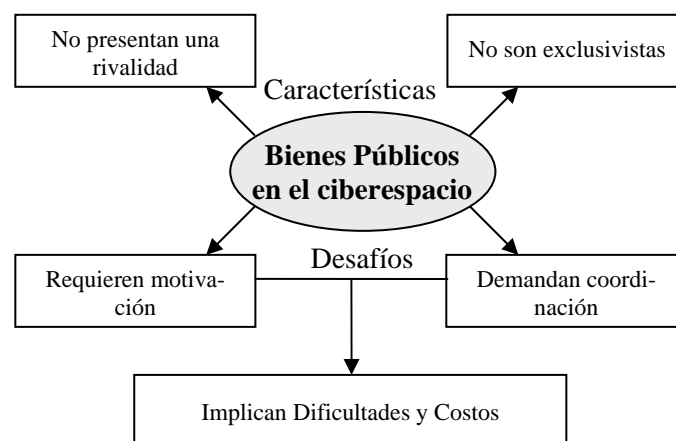 No presentan una
rivalidad
No son exclusivistas
Características
Bienes Públicos
en el ciberespacio
Desafíos
Requieren motiva-
ción
Demandan coordi-
nación
Implican Dificultades y Costos